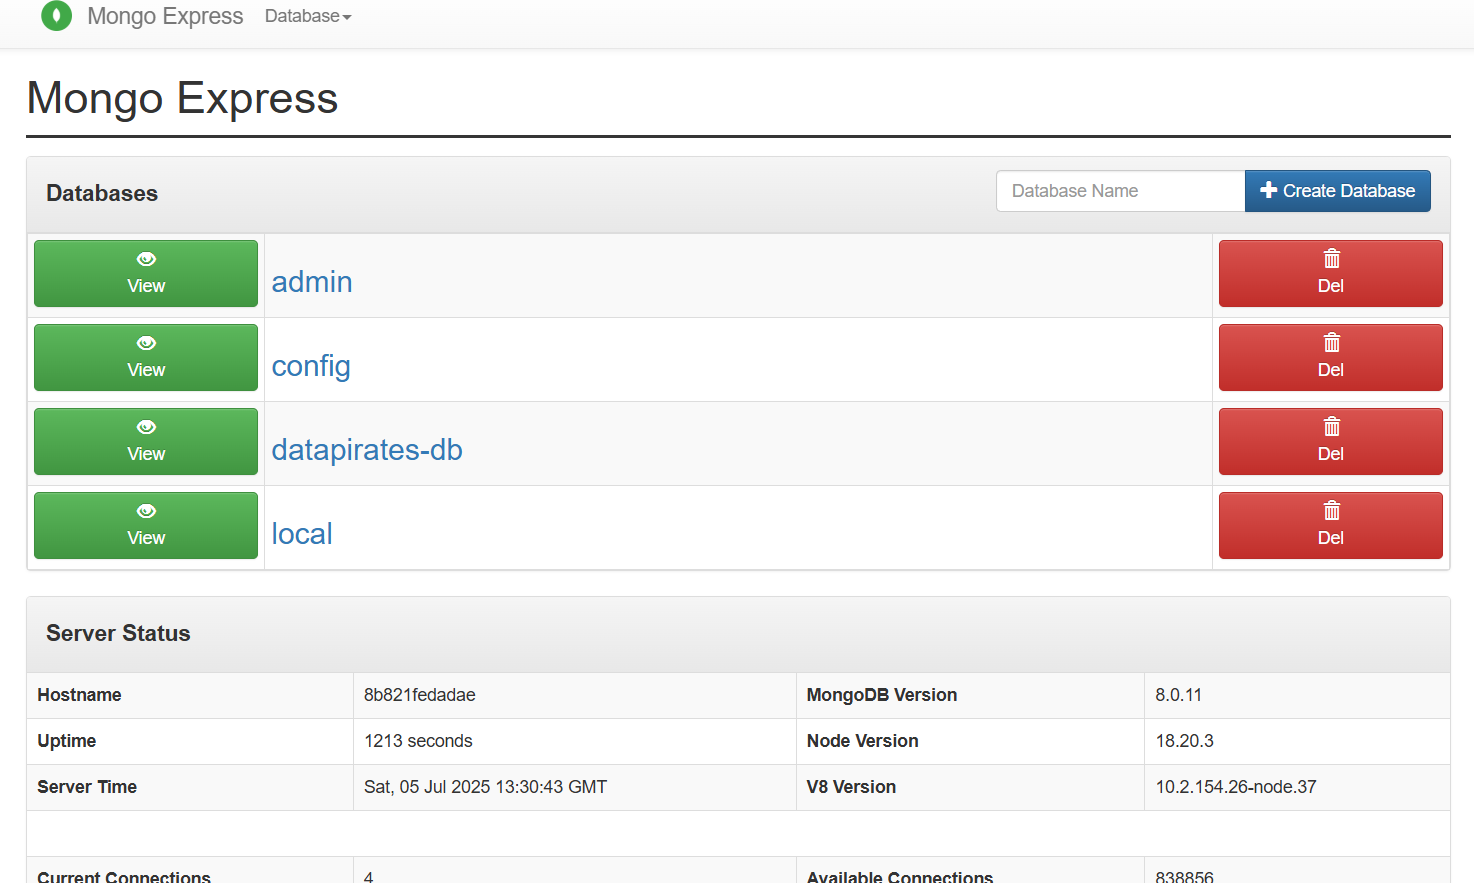 Mongo Express Database
Mongo Express
Databases Database Name Create Database
View admin Del
View config Del
View datapirates-db Del
View local Del
Server Status
Hostname 8b821fedadae MongoDB Version 8.0.11
Uptime 1213 seconds Node Version 18.20.3
Server Time Sat, 05 Jul 2025 13:30:43 GMT V8 Version 10.2.154.26-node.37
Current Connections 4 Available Connections 838856